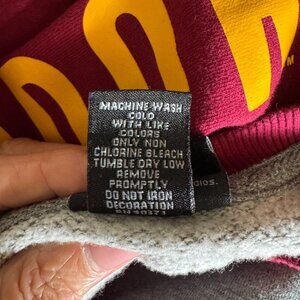 MACHINE WASH
COLD
WITH LIKE
COLORS
ONLY NON
CHLORINE BLEACH
TUMBLE DRY LOW
REMOVE
PROMPTLY
DO NOT IRON
DECORATION